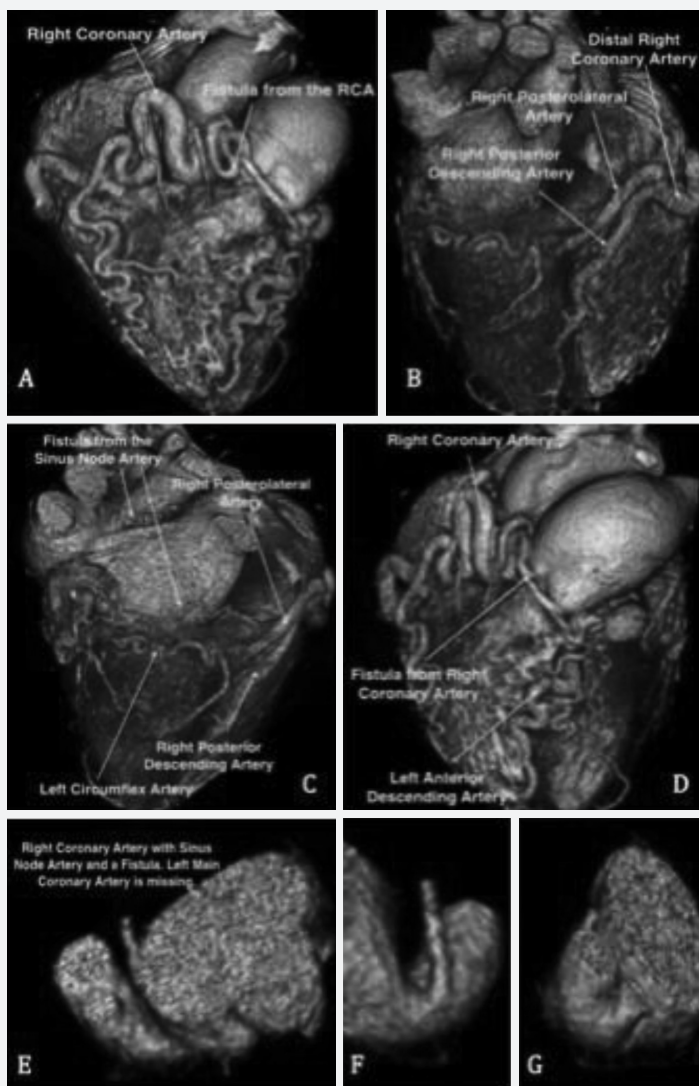 Right Coronary Artery
Fistula from the RCA
A
Distal Right
Coronary Artery
Right Posterolateral
Artery
Right Posterior
Descending Artery
B
Fistula from the
Sinus Node Artery
Right Posterolateral
Artery
Right Posterior
Descending Artery
Left Circumflex Artery
C
Right Coronary Artery
Fistula from Right
Coronary Artery
Left Anterior
Descending Artery
D
Right Coronary Artery with Sinus
Node Artery and a Fistula. Left Main
Coronary Artery is missing
E
F
G